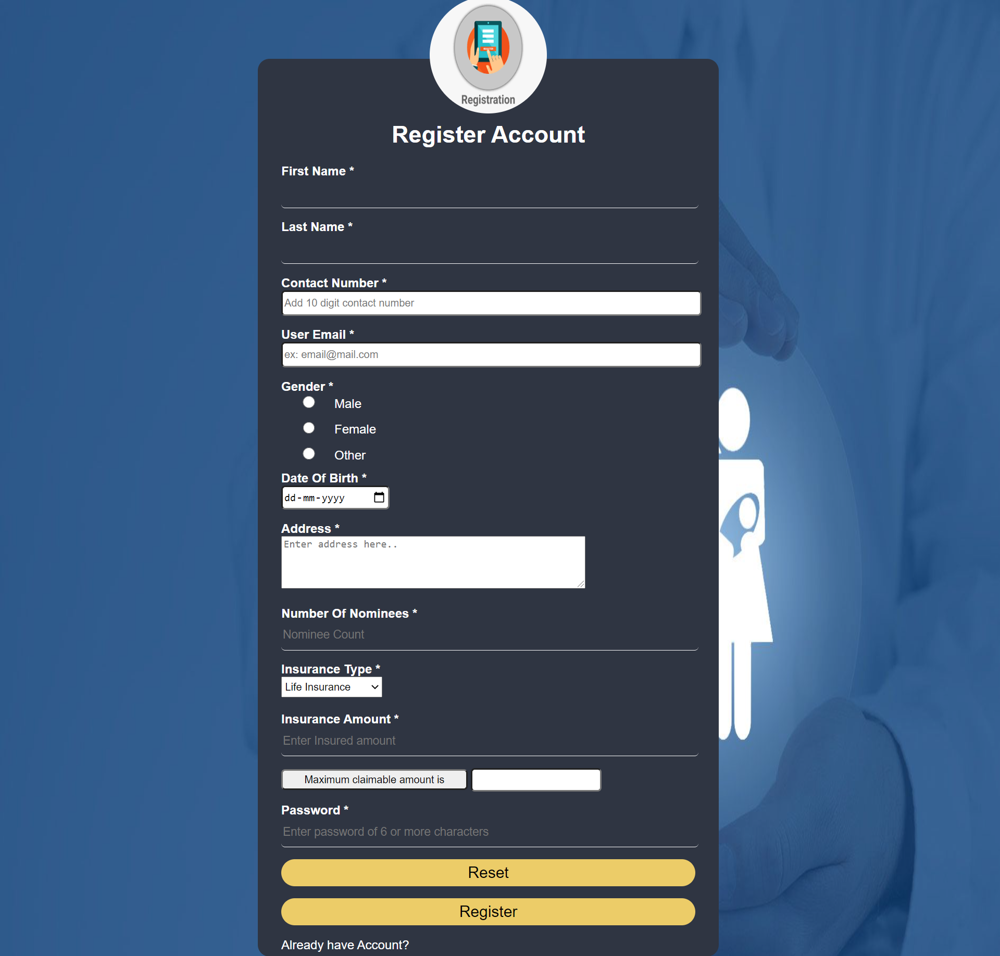 Registration
Register Account
First Name *
Last Name *
Contact Number *
Add 10 digit contact number
User Email *
ex: email@mail.com
Gender *
Male
Female
Other
Date Of Birth *
dd-mm-yyyy
Address *
Enter address here..
Number Of Nominees *
Nominee Count
Insurance Type *
Life Insurance
Insurance Amount *
Enter Insured amount
Maximum claimable amount is
Password *
Enter password of 6 or more characters
Reset
Register
Already have Account?